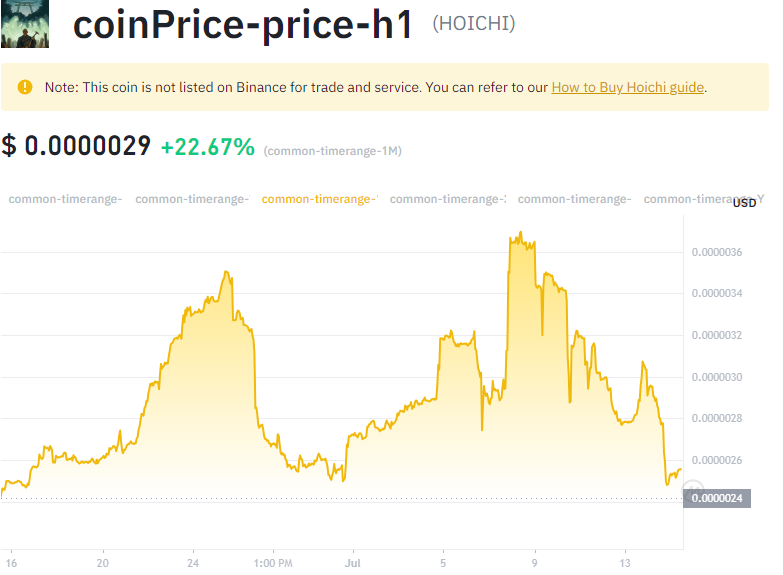 coinPrice-price-h1 (HOICHI)
Note: This coin is not listed on Binance for trade and service. You can refer to our How to Buy Hoichi guide.
$ 0.0000029 +22.67% (common-timerange-1M)
common-timerange- common-timerange- common-timerange- common-timerange- common-timerange- common-timerange-Y
USD
0.0000036
0.0000034
0.0000032
0.0000030
0.0000028
0.0000026
0.0000024
16 20 24 1:00 PM Jul 5 9 13